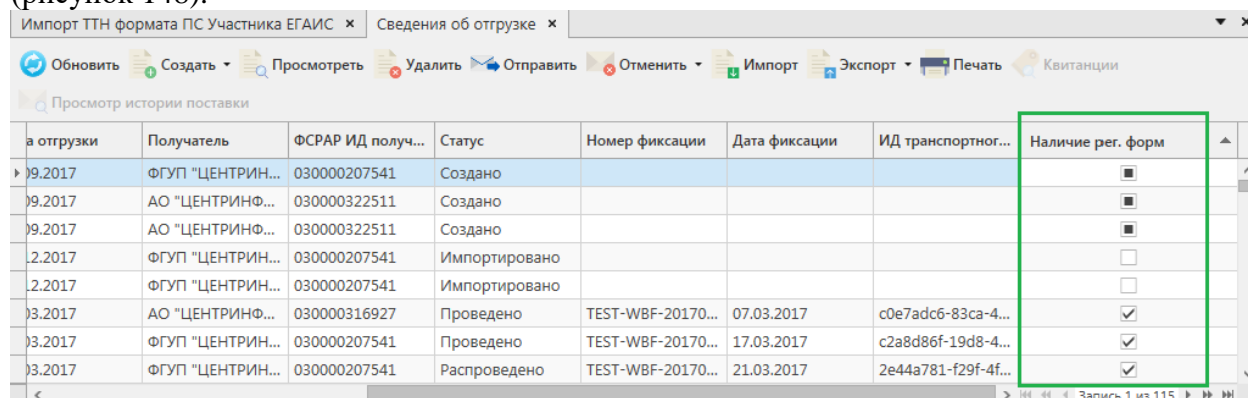 (рисунок 148).
Импорт ТТН формата ПС Участника ЕГАИС × Сведения об отгрузке ×
Обновить Создать Просмотреть Удалить Отправить Отменить Импорт Экспорт Печать Квитанции
Просмотр истории поставки
а отгрузки Получатель ФСРАР ИД получ... Статус Номер фиксации Дата фиксации ИД транспортног... Наличие рег. форм
09.2017 ФГУП "ЦЕНТРИН... 030000207541 Создано
09.2017 АО "ЦЕНТРИНФ... 030000322511 Создано
09.2017 АО "ЦЕНТРИНФ... 030000322511 Создано
12.2017 ФГУП "ЦЕНТРИН... 030000207541 Импортировано
12.2017 ФГУП "ЦЕНТРИН... 030000207541 Импортировано
03.2017 АО "ЦЕНТРИНФ... 030000316927 Проведено TEST-WBF-20170... 07.03.2017 c0e7adc6-83ca-4...
03.2017 ФГУП "ЦЕНТРИН... 030000207541 Проведено TEST-WBF-20170... 17.03.2017 c2a8d86f-19d8-4...
03.2017 ФГУП "ЦЕНТРИН... 030000207541 Распроведено TEST-WBF-20170... 21.03.2017 2e44a781-f29f-4f...
Запись 1 из 115